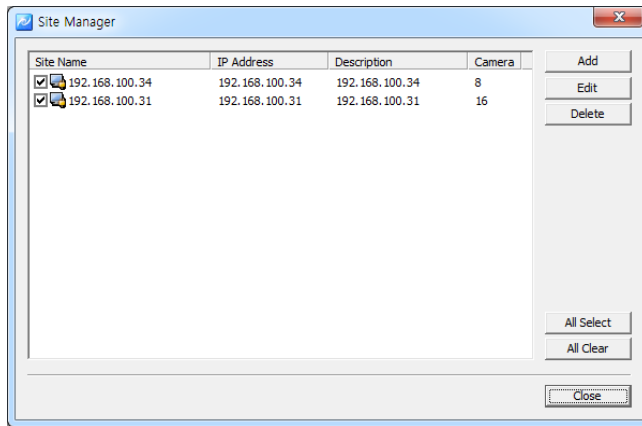 Site Manager
Site Name IP Address Description Camera
192.168.100.34 192.168.100.34 192.168.100.34 8
192.168.100.31 192.168.100.31 192.168.100.31 16
Add
Edit
Delete
All Select
All Clear
Close